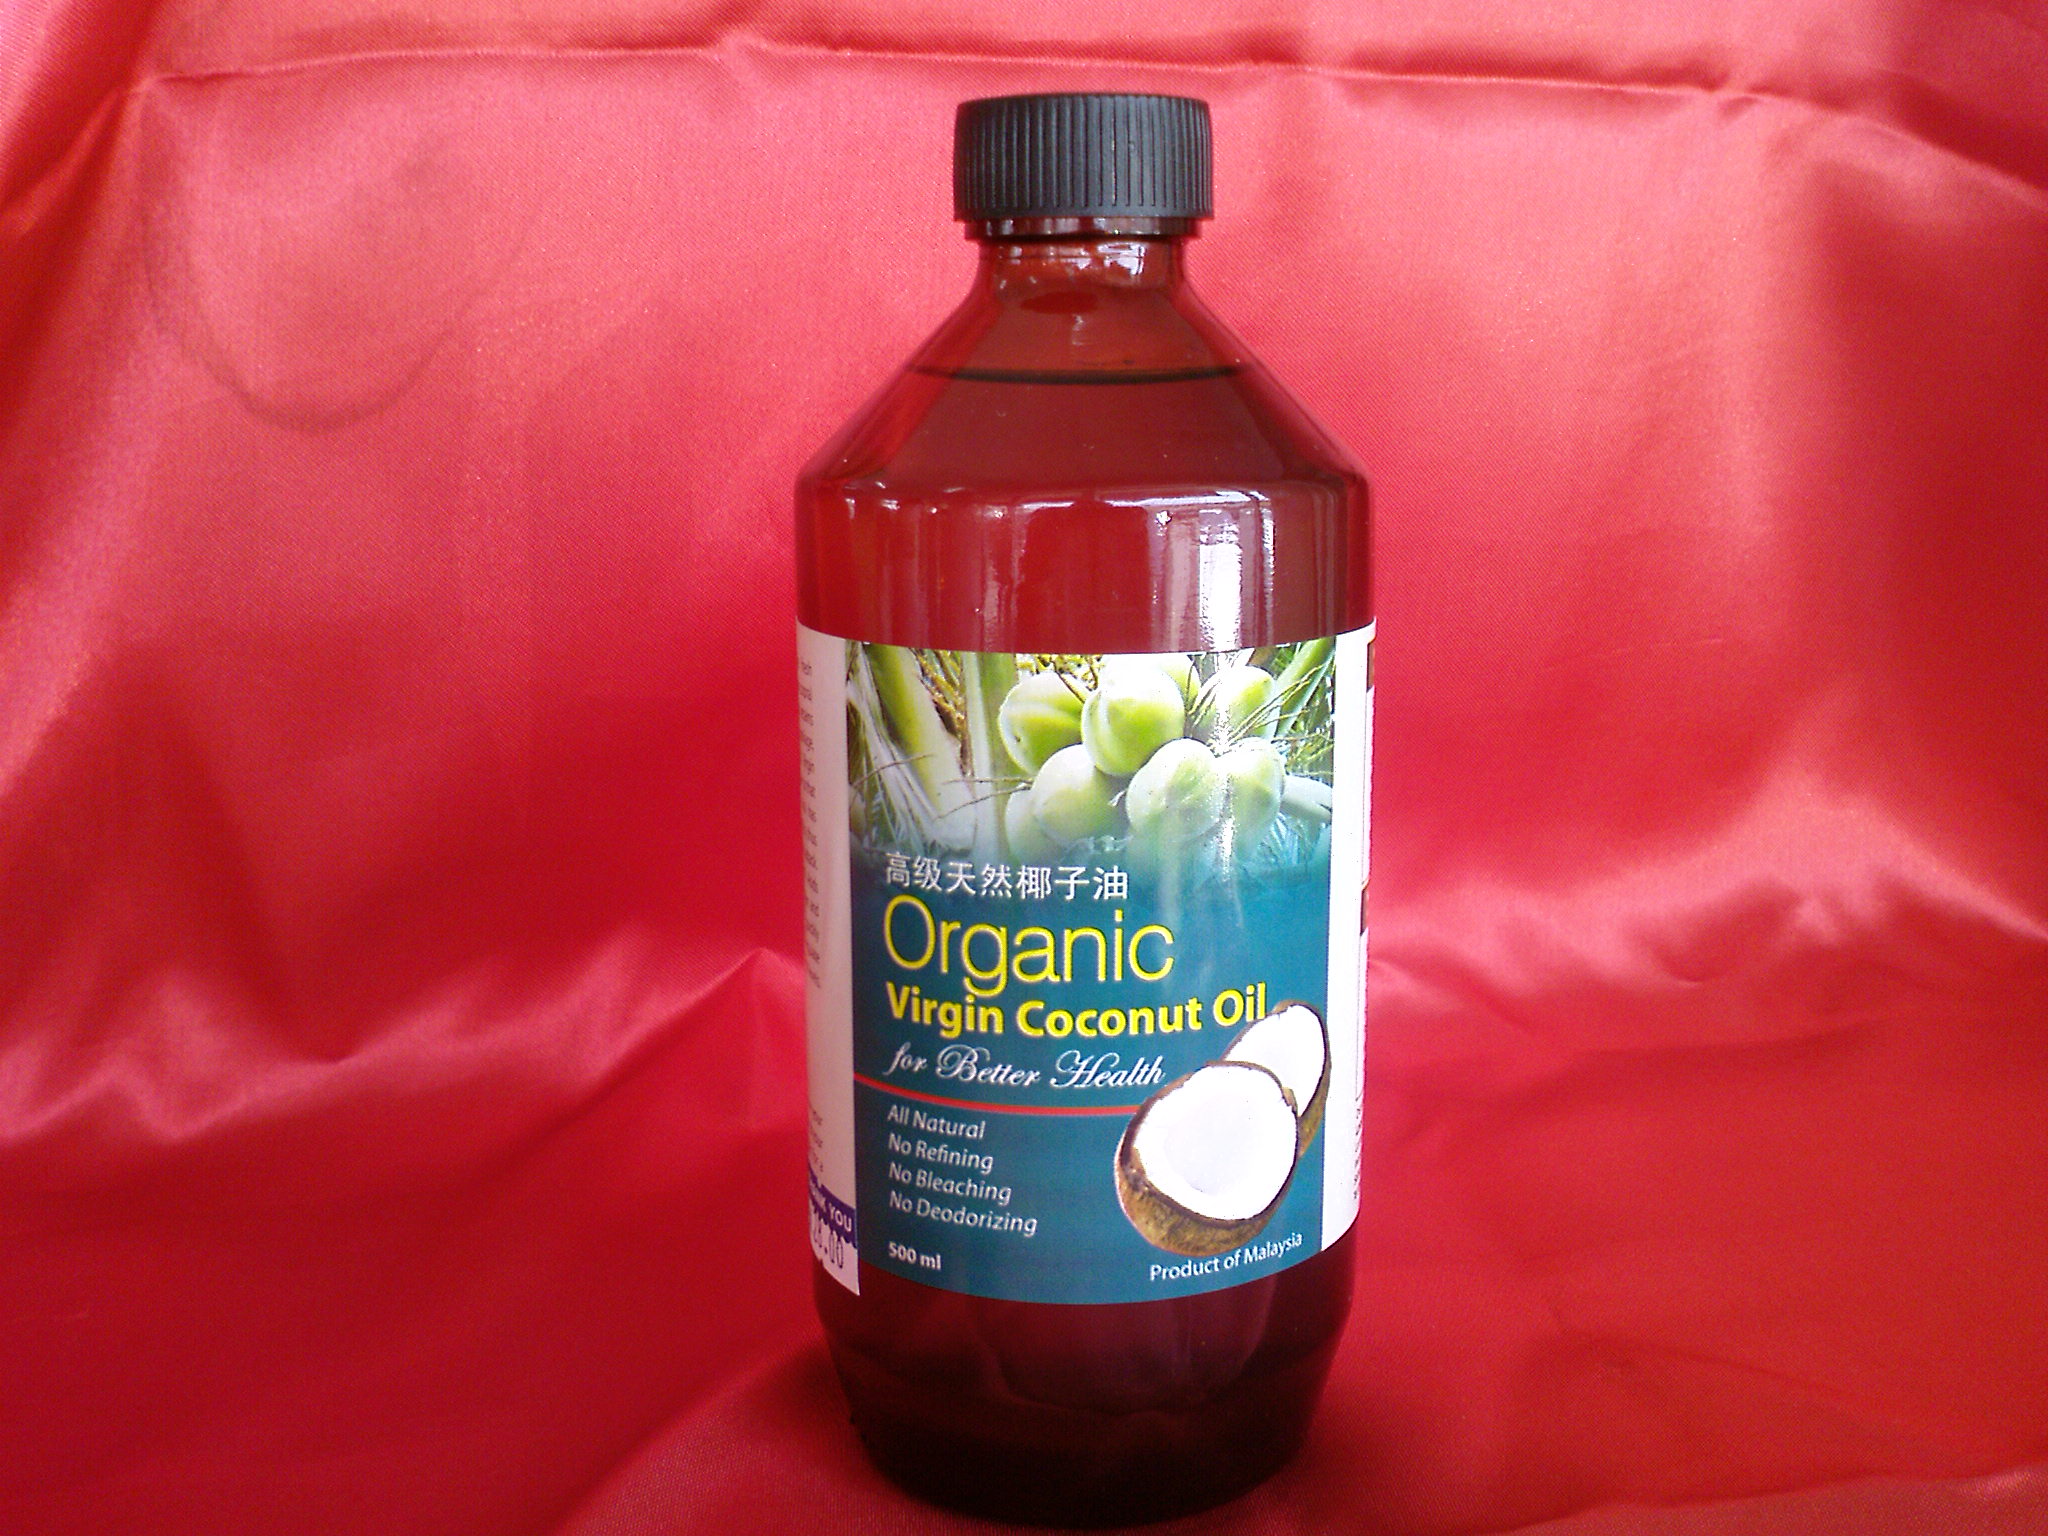 高级天然椰子油
Organic
Virgin Coconut Oil
for Better Health
All Natural
No Refining
No Bleaching
No Deodorizing
500 ml
Product of Malaysia
YOU